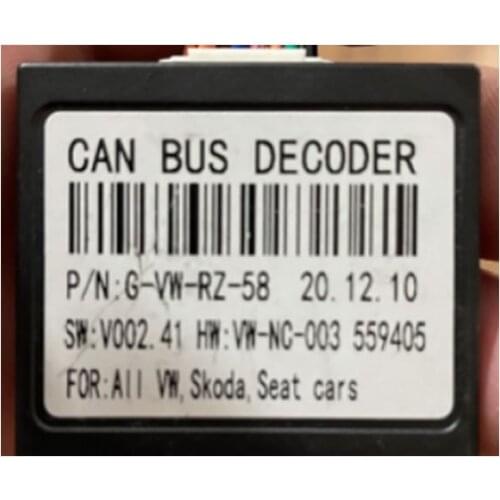 CAN BUS DECODER
P/N:G-VW-RZ-58 20.12.10
SW:V002.41 HW:VW-NC-003 559405
FOR:All VW,Skoda,Seat cars